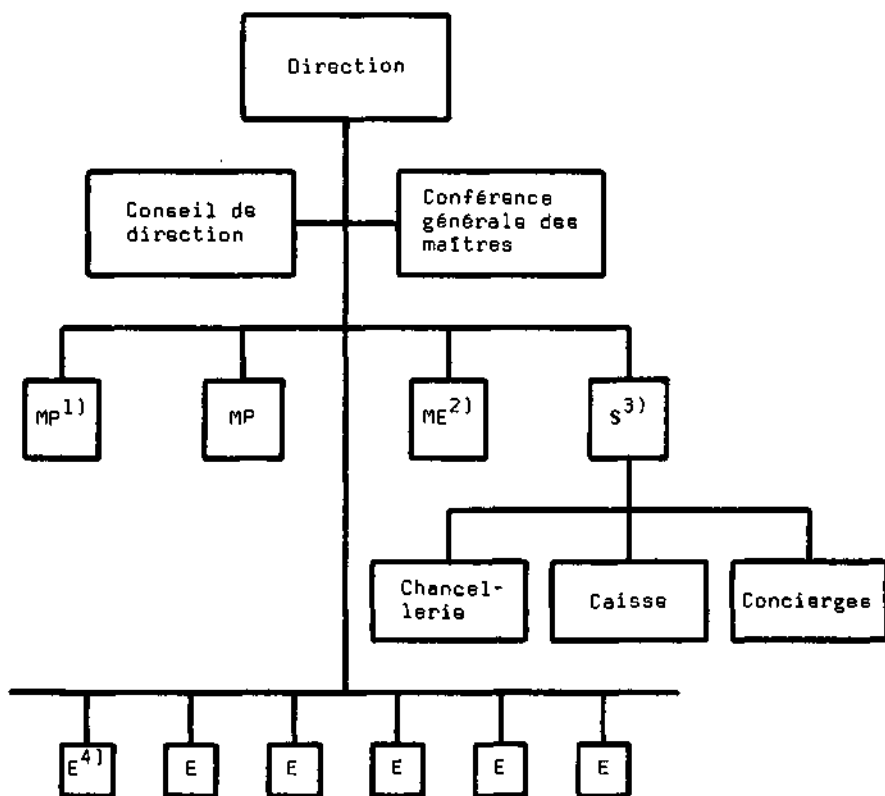 Direction
Conseil de
direction
Conférence
générale des
maîtres
MP1)
MP
ME2)
S3)
Chancel-
lerie
Caisse
Concierges
E4)
E
E
E
E
E